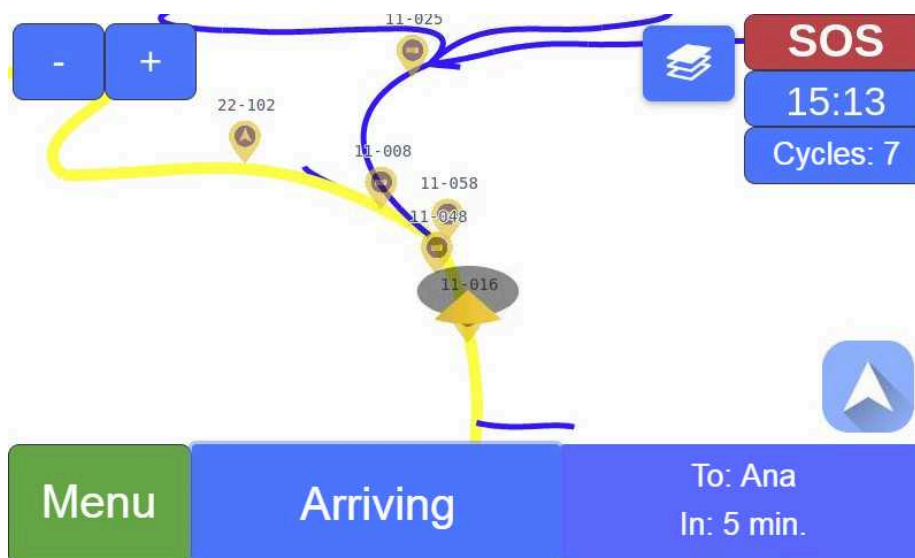 11-025
SOS
-
+
15:13
22-102
Cycles: 7
11-008
11-058
11-048
11-016
Menu
Arriving
To: Ana
In: 5 min.